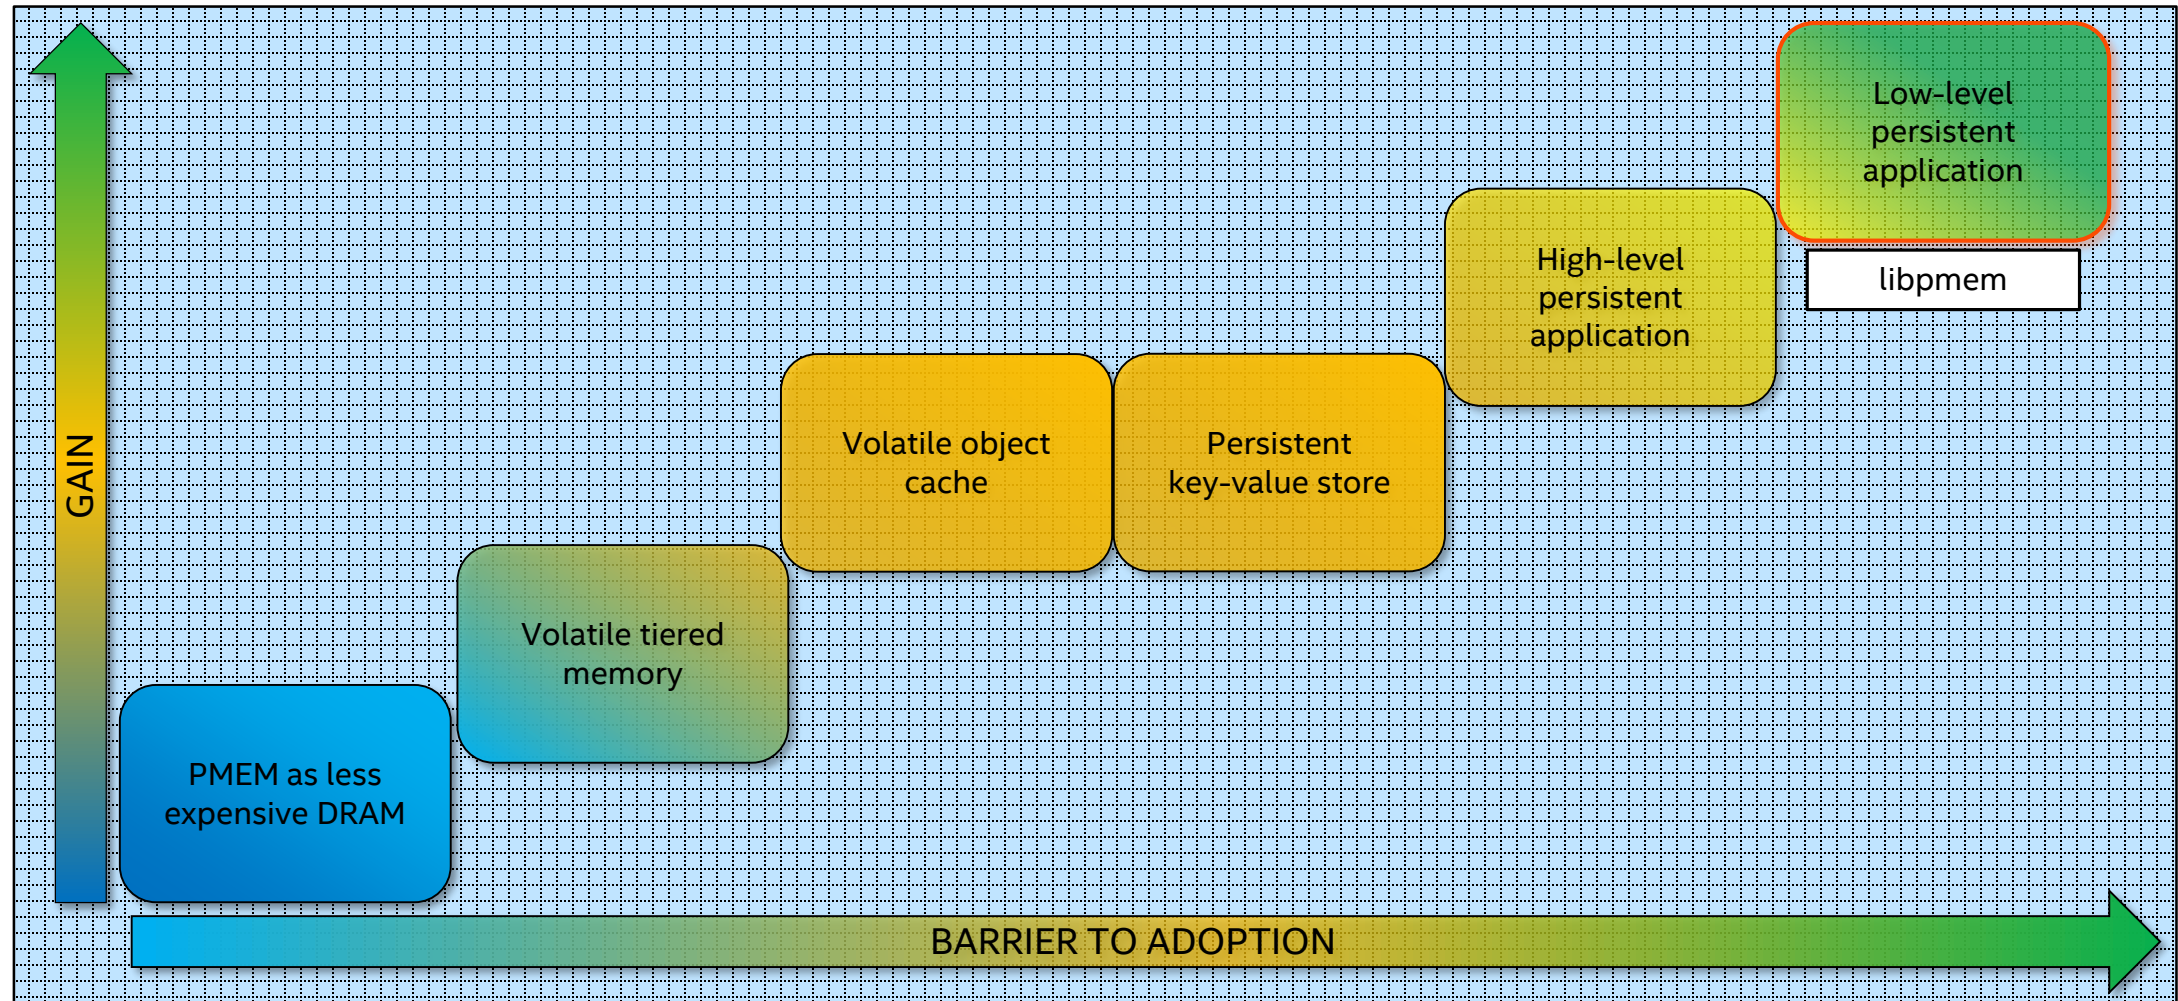 Low-level
persistent
application
libpmem
High-level
persistent
application
Volatile object
cache
Persistent
key-value store
GAIN
Volatile tiered
memory
PMEM as less
expensive DRAM
BARRIER TO ADOPTION